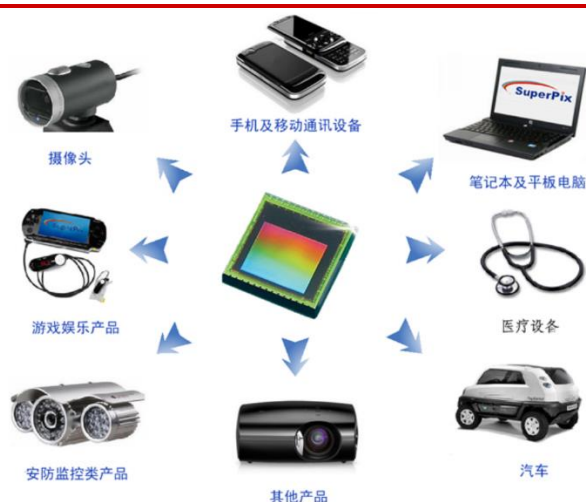 手机及移动通讯设备
摄像头
SuperPix
笔记本及平板电脑
SuperPix
游戏娱乐产品
医疗设备
安防监控类产品
汽车
其他产品